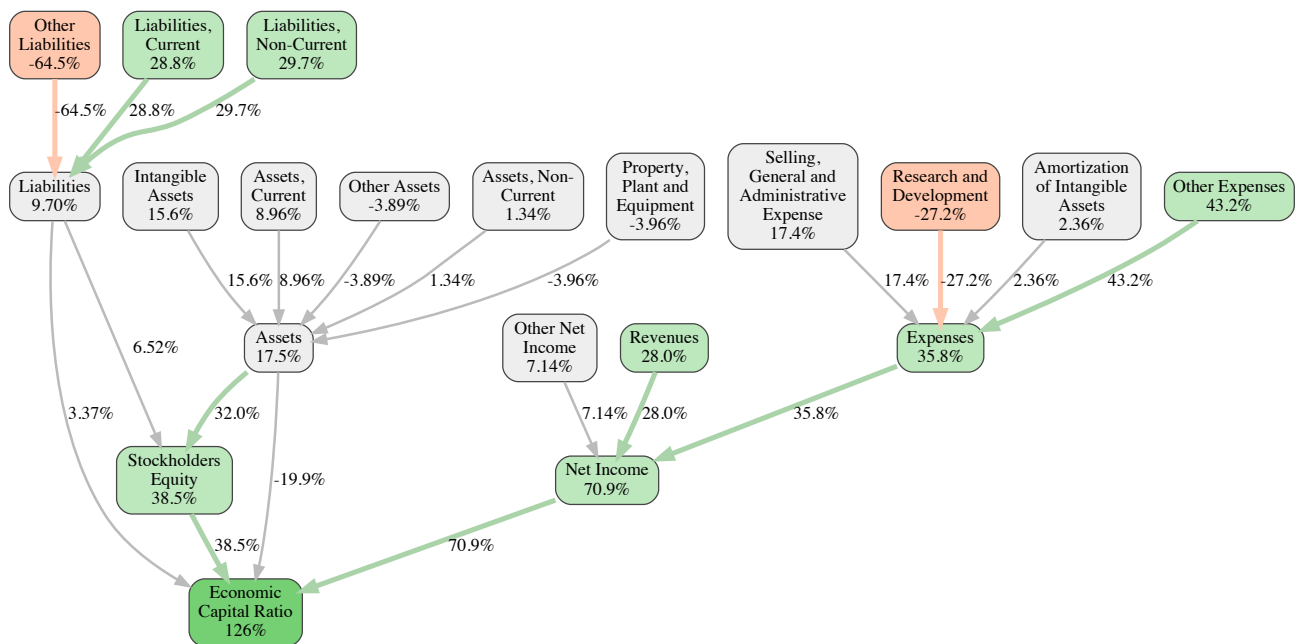 Other
Liabilities
-64.5%
Liabilities,
Current
28.8%
Liabilities,
Non-Current
29.7%
-64.5%
28.8%
29.7%
Liabilities
9.70%
Intangible
Assets
15.6%
Assets,
Current
8.96%
Other Assets
-3.89%
Assets, Non-
Current
1.34%
Property,
Plant and
Equipment
-3.96%
Selling,
General and
Administrative
Expense
17.4%
Research and
Development
-27.2%
Amortization
of Intangible
Assets
2.36%
Other Expenses
43.2%
15.6%
8.96%
-3.89%
1.34%
-3.96%
17.4%
-27.2%
2.36%
43.2%
6.52%
Assets
17.5%
Other Net
Income
7.14%
Revenues
28.0%
Expenses
35.8%
3.37%
32.0%
7.14%
28.0%
35.8%
Stockholders
Equity
38.5%
-19.9%
Net Income
70.9%
38.5%
70.9%
Economic
Capital Ratio
126%